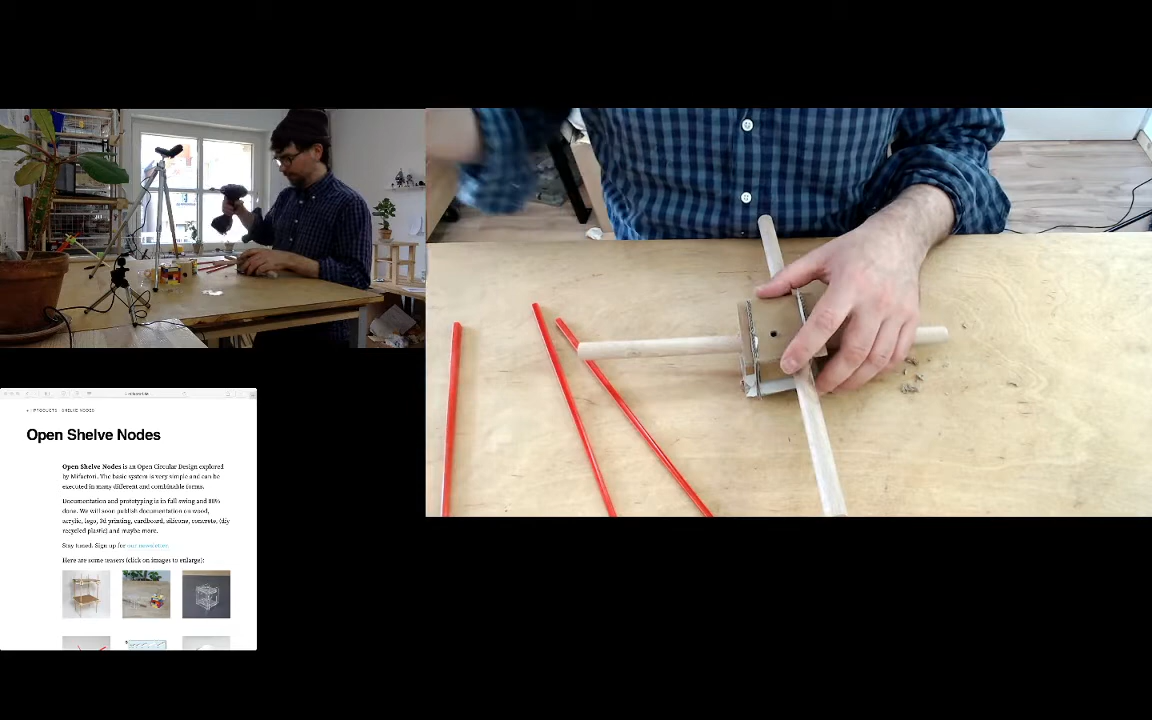 PRODUCTS SHELVE NODES
Open Shelve Nodes
Open Shelve Nodes is an Open Circular Design explored
by Mifactori. The basic system is very simple and can be
executed in many different and combinable forms.
Documentation and prototyping is in full swing and 80%
done. We will soon publish documentation on wood,
acrylic, lego, 3d printing, cardboard, silicone, concrete, (diy
recycled plastic) and maybe more.
Stay tuned. Sign up for our newsletter.
Here are some teasers (click on images to enlarge):